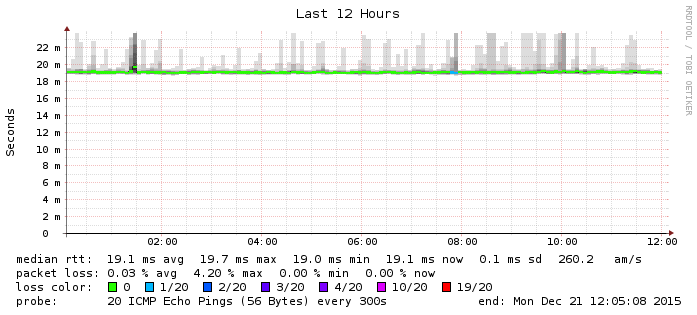 Last 12 Hours
RRDTOOL / TOBI OETIKER
Seconds
22 m
20 m
18 m
16 m
14 m
12 m
10 m
8 m
6 m
4 m
2 m
0
02:00 04:00 06:00 08:00 10:00 12:00
median rtt: 19.1 ms avg 19.7 ms max 19.0 ms min 19.1 ms now 0.1 ms sd 260.2 am/s
packet loss: 0.03 % avg 4.20 % max 0.00 % min 0.00 % now
loss color: 0 1/20 2/20 3/20 4/20 10/20 19/20
probe: 20 ICMP Echo Pings (56 Bytes) every 300s end: Mon Dec 21 12:05:08 2015